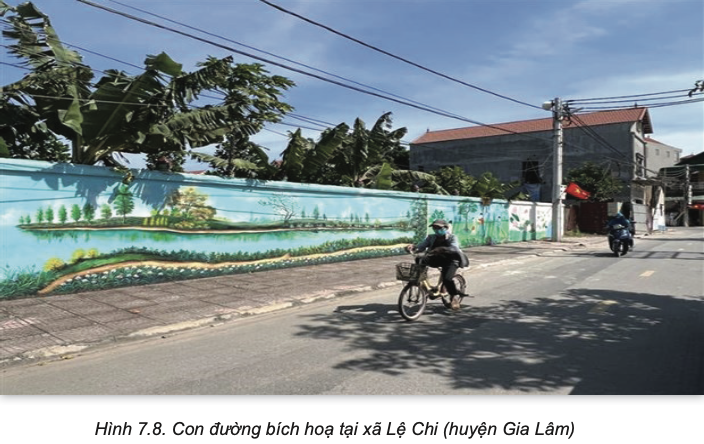 Hình 7.8. Con đường bích hoạ tại xã Lệ Chi (huyện Gia Lâm)